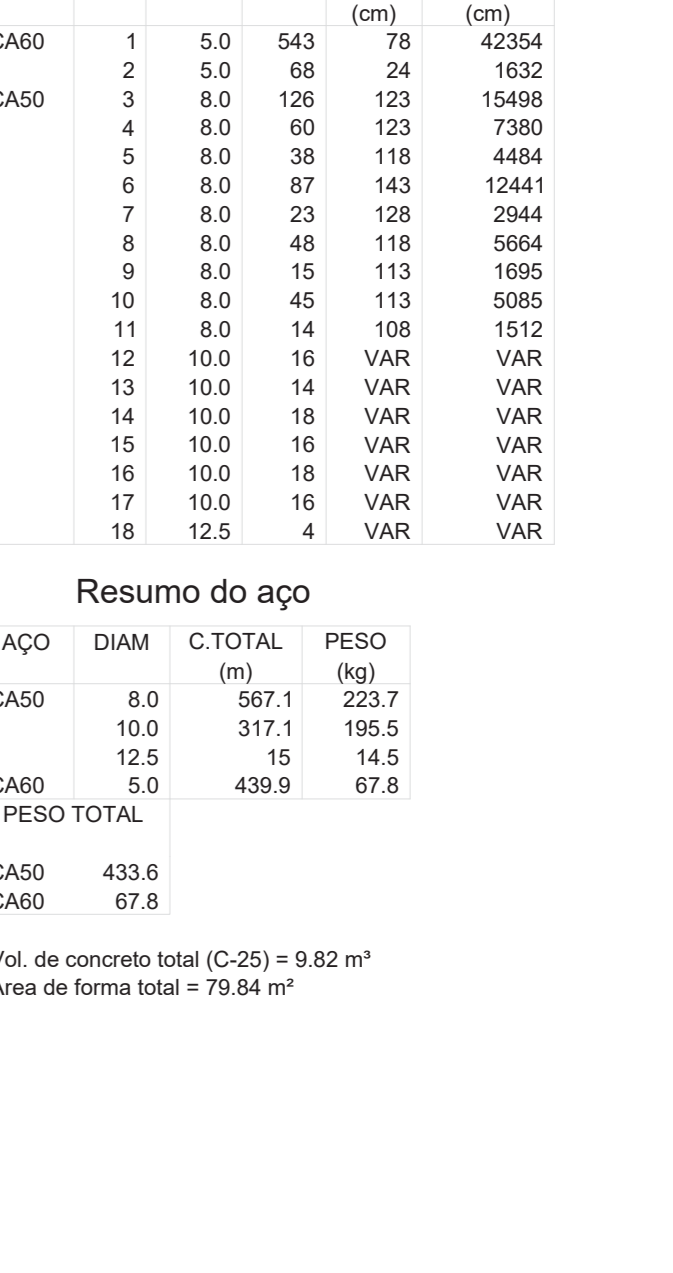 (cm) (cm)
CA60 1 5.0 543 78 42354
2 5.0 68 24 1632
CA50 3 8.0 126 123 15498
4 8.0 60 123 7380
5 8.0 38 118 4484
6 8.0 87 143 12441
7 8.0 23 128 2944
8 8.0 48 118 5664
9 8.0 15 113 1695
10 8.0 45 113 5085
11 8.0 14 108 1512
12 10.0 16 VAR VAR
13 10.0 14 VAR VAR
14 10.0 18 VAR VAR
15 10.0 16 VAR VAR
16 10.0 18 VAR VAR
17 10.0 16 VAR VAR
18 12.5 4 VAR VAR
Resumo do aço
AÇO DIAM C.TOTAL PESO
(m) (kg)
CA50 8.0 567.1 223.7
10.0 317.1 195.5
12.5 15 14.5
CA60 5.0 439.9 67.8
PESO TOTAL
CA50 433.6
CA60 67.8
Vol. de concreto total (C-25) = 9.82 m³
Área de forma total = 79.84 m²